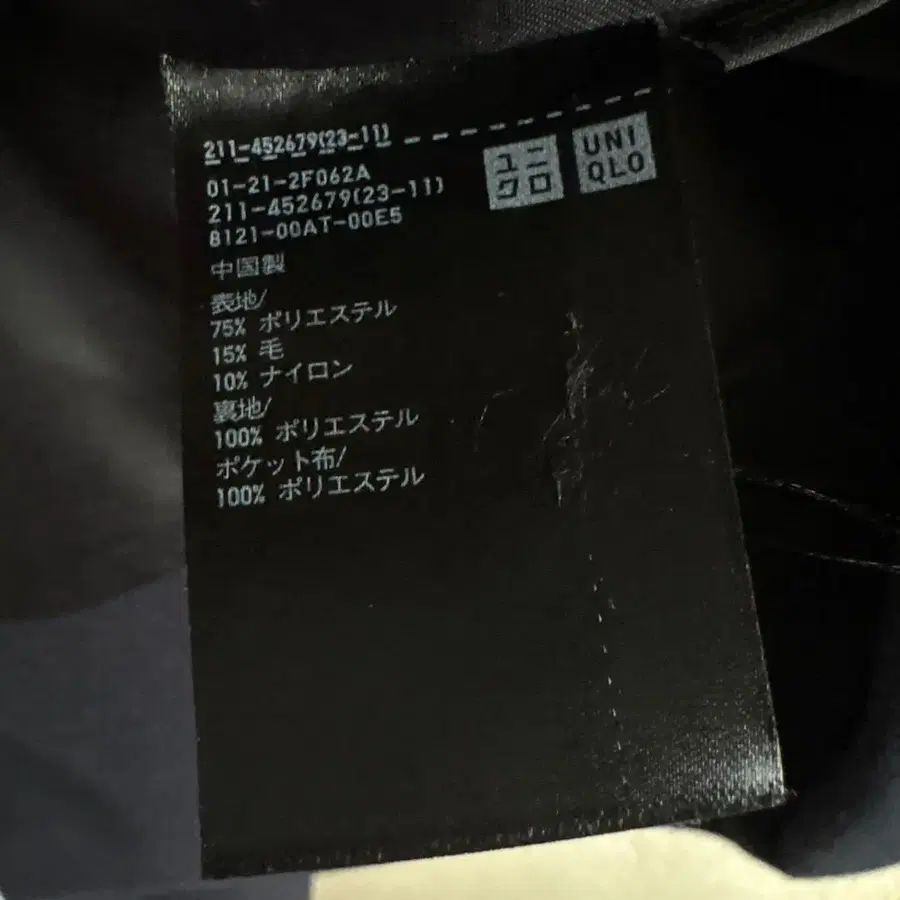 211-452679(23-11)
ユニクロ
UNIQLO
01-21-2F062A
211-452679(23-11)
8121-00AT-00E5
中国製
表地/
75% ポリエステル
15% 毛
10% ナイロン
裏地/
100% ポリエステル
ポケット布/
100% ポリエステル